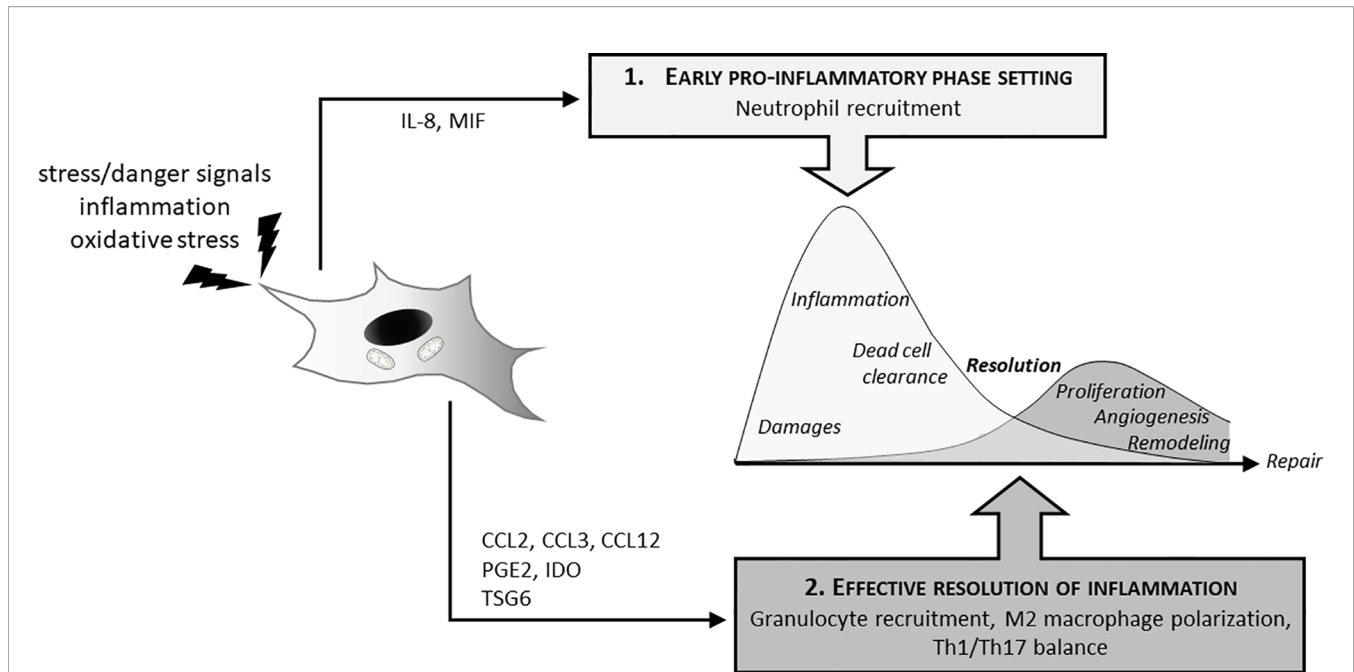 1. EARLY PRO-INFLAMMATORY PHASE SETTING
Neutrophil recruitment
IL-8, MIF
stress/danger signals
inflammation
oxidative stress
Inflammation
Dead cell
clearance
Resolution
Proliferation
Angiogenesis
Remodeling
Damages
Repair
CCL2, CCL3, CCL12
PGE2, IDO
TSG6
2. EFFECTIVE RESOLUTION OF INFLAMMATION
Granulocyte recruitment, M2 macrophage polarization,
Th1/Th17 balance